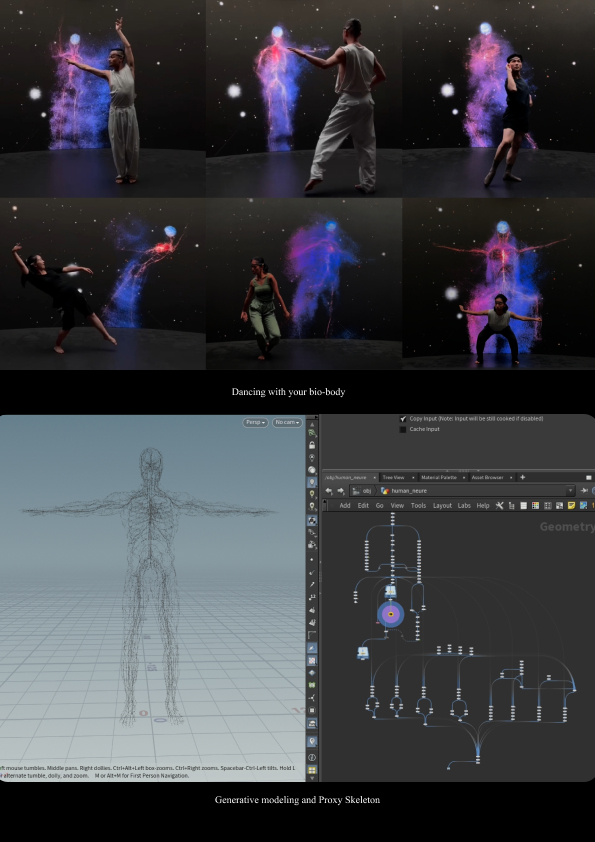 Dancing with your bio-body
Copy Input (Note: Input will be still cooked if disabled)
Cache Input
Persp
No cam
/obj/human_neure
Tree View
Material Palette
Asset Browser
obj
human_neure
Add Edit Go View Tools Layout Labs Help
Geometry
ft mouse tumbles. Middle pans. Right dollies. Ctrl+Alt+Left box-zooms. Ctrl+Right zooms. Spacebar-Ctrl-Left tilts. Hold L
r alternate tumble, dolly, and zoom. M or Alt+M for First Person Navigation.
Generative modeling and Proxy Skeleton